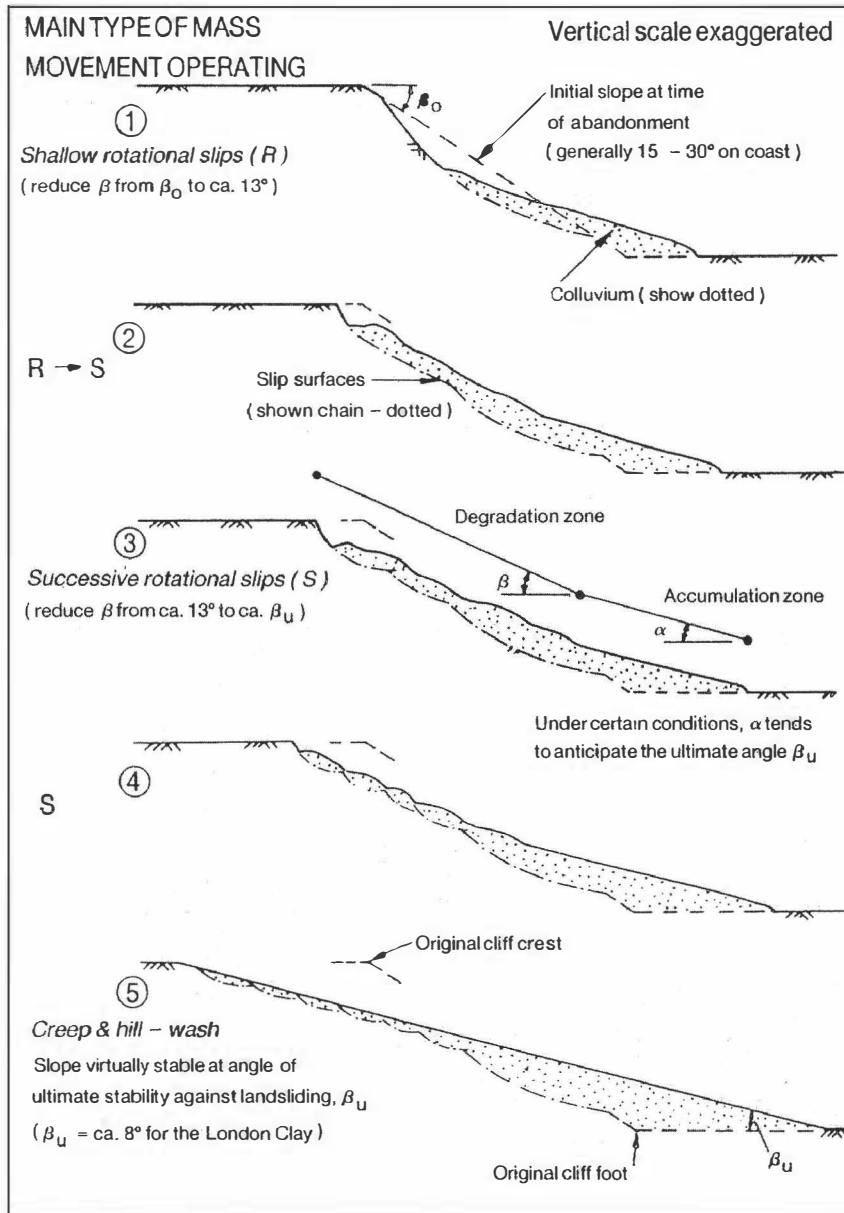 MAIN TYPE OF MASS
MOVEMENT OPERATING
Vertical scale exaggerated
βo
Initial slope at time
of abandonment
(generally 15 – 30° on coast)
①
Shallow rotational slips (R)
(reduce β from βo to ca. 13°)
Colluvium (show dotted)
②
R → S
Slip surfaces
(shown chain – dotted)
Degradation zone
③
β
Accumulation zone
Successive rotational slips (S)
(reduce β from ca. 13° to ca. βu)
α
Under certain conditions, α tends
to anticipate the ultimate angle βu
④
S
Original cliff crest
⑤
Creep & hill – wash
Slope virtually stable at angle of
ultimate stability against landsliding, βu
(βu = ca. 8° for the London Clay)
βu
Original cliff foot